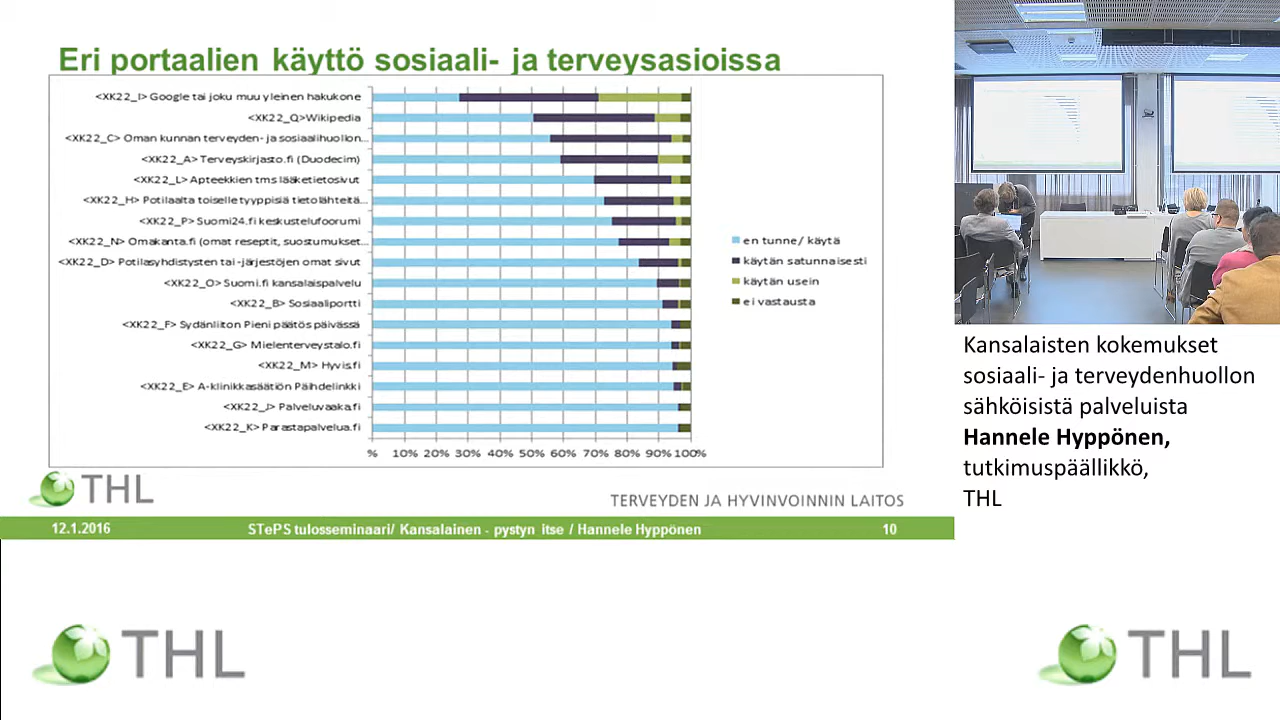 Eri portaalien käyttö sosiaali- ja terveysasioissa
<XK22_I> Google tai joku muu yleinen hakukone
<XK22_Q>Wikipedia
<XK22_C> Oman kunnan terveyden- ja sosiaalihuollon...
<XK22_A> Terveyskirjasto.fi (Duodecim)
<XK22_L> Apteekkien tms lääketietosivut
<XK22_H> Potilaalta toiselle tyyppisiä tietolähteitä...
<XK22_P> Suomi24.fi keskustelufoorumi
<XK22_N> Omakanta.fi (omat reseptit, suostumukset...
<XK22_D> Potilasyhdistysten tai -järjestöjen omat sivut
<XK22_O> Suomi.fi kansalaispalvelu
<XK22_B> Sosiaaliportti
<XK22_F> Sydänliiton Pieni päätös päivässä
<XK22_G> Mielenterveystalo.fi
<XK22_M> Hyvis.fi
<XK22_E> A-klinikkasäätiön Päihdelinkki
<XK22_J> Palveluvaaka.fi
<XK22_K> Parastapalvelua.fi
% 10% 20% 30% 40% 50% 60% 70% 80% 90% 100%
en tunne/ käytä
käytän satunnaisesti
käytän usein
ei vastausta
THL
TERVEYDEN JA HYVINVOINNIN LAITOS
12.1.2016 STePS tulosseminaari/ Kansalainen - pystyn itse / Hannele Hyppönen 10
Kansalaisten kokemukset
sosiaali- ja terveydenhuollon
sähköisistä palveluista
Hannele Hyppönen,
tutkimuspäällikkö,
THL
THL
THL